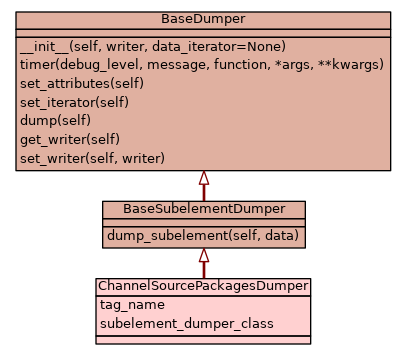 BaseDumper
__init__(self, writer, data_iterator=None)
timer(debug_level, message, function, *args, **kwargs)
set_attributes(self)
set_iterator(self)
dump(self)
get_writer(self)
set_writer(self, writer)
BaseSubelementDumper
dump_subelement(self, data)
ChannelSourcePackagesDumper
tag_name
subelement_dumper_class